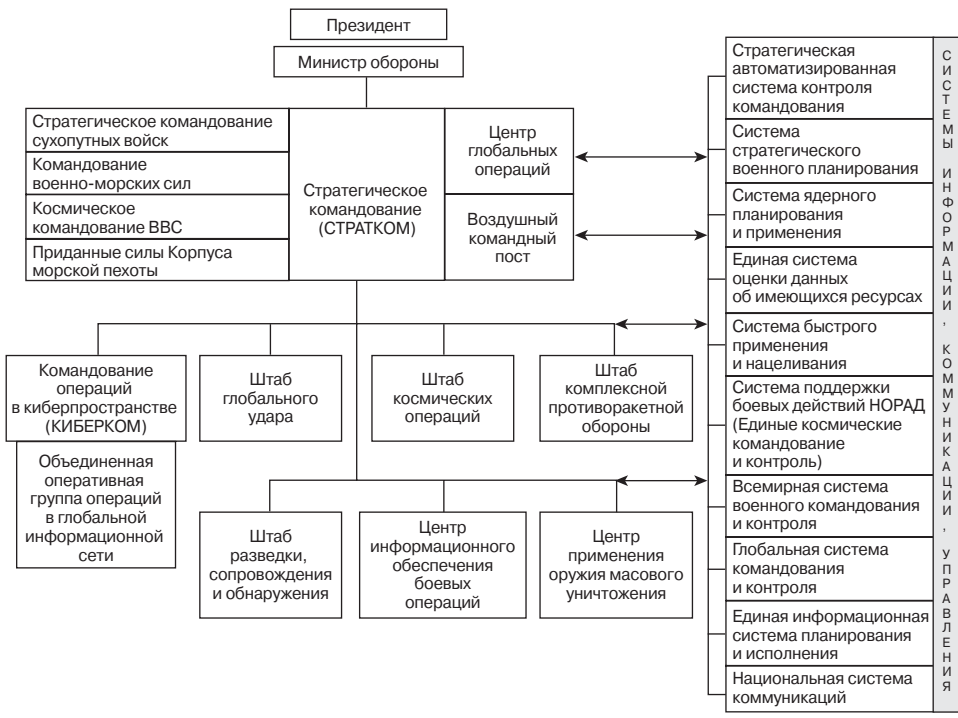 Президент
Министр обороны
Стратегическое командование
сухопутных войск
Командование
военно-морских сил
Космическое
командование ВВС
Приданные силы Корпуса
морской пехоты
Стратегическое
командование
(СТРАТКОМ)
Центр
глобальных
операций
Воздушный
командный
пост
Командование
операций
в киберпространстве
(КИБЕРКОМ)
Объединенная
оперативная
группа операций
в глобальной
информационной
сети
Штаб
глобального
удара
Штаб
космических
операций
Штаб
комплексной
противоракетной
обороны
Штаб
разведки,
сопровождения
и обнаружения
Центр
информационного
обеспечения
боевых
операций
Центр
применения
оружия массового
уничтожения
Стратегическая
автоматизированная
система контроля
командования
Система
стратегического
военного планирования
Система ядерного
планирования
и применения
Единая система
оценки данных
об имеющихся ресурсах
Система быстрого
применения
и нацеливания
Система поддержки
боевых действий НОРАД
(Единые космические
командование
и контроль)
Всемирная система
военного командования
и контроля
Глобальная система
командования
и контроля
Единая информационная
система планирования
и исполнения
Национальная система
коммуникаций
СИСТЕМЫ ИНФОРМАЦИИ, КОММУНИКАЦИИ, УПРАВЛЕНИЯ